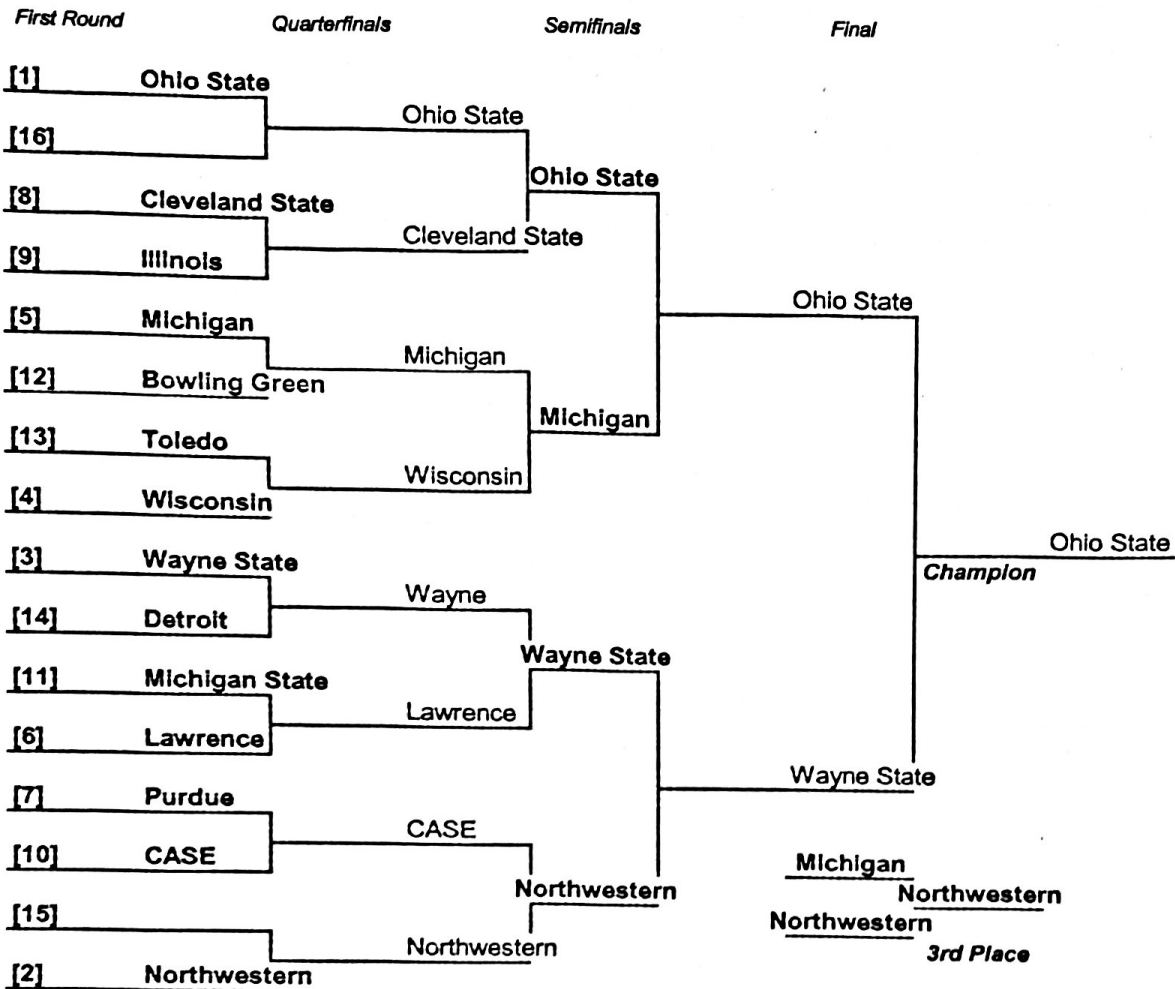 First Round Quarterfinals Semifinals Final
[1] Ohio State
Ohio State
[16]
Ohio State
[8] Cleveland State
Cleveland State
[9] Illinois
Ohio State
[5] Michigan
Michigan
[12] Bowling Green
Michigan
[13] Toledo
Wisconsin
[4] Wisconsin
Ohio State
[3] Wayne State
Champion
Wayne
[14] Detroit
Wayne State
[11] Michigan State
Lawrence
[6] Lawrence
Wayne State
[7] Purdue
CASE
[10] CASE
Michigan
Northwestern
Northwestern
[15]
Northwestern
Northwestern
3rd Place
[2] Northwestern